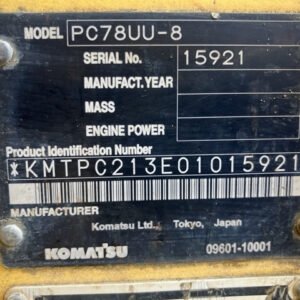 MODEL PC78UU-8
SERIAL No. 15921
MANUFACT.YEAR
MASS
ENGINE POWER
Product Identification Number
*KMTPC213E01015921
MANUFACTURER
Komatsu Ltd., Tokyo, Japan
KOMATSU 09601-10001